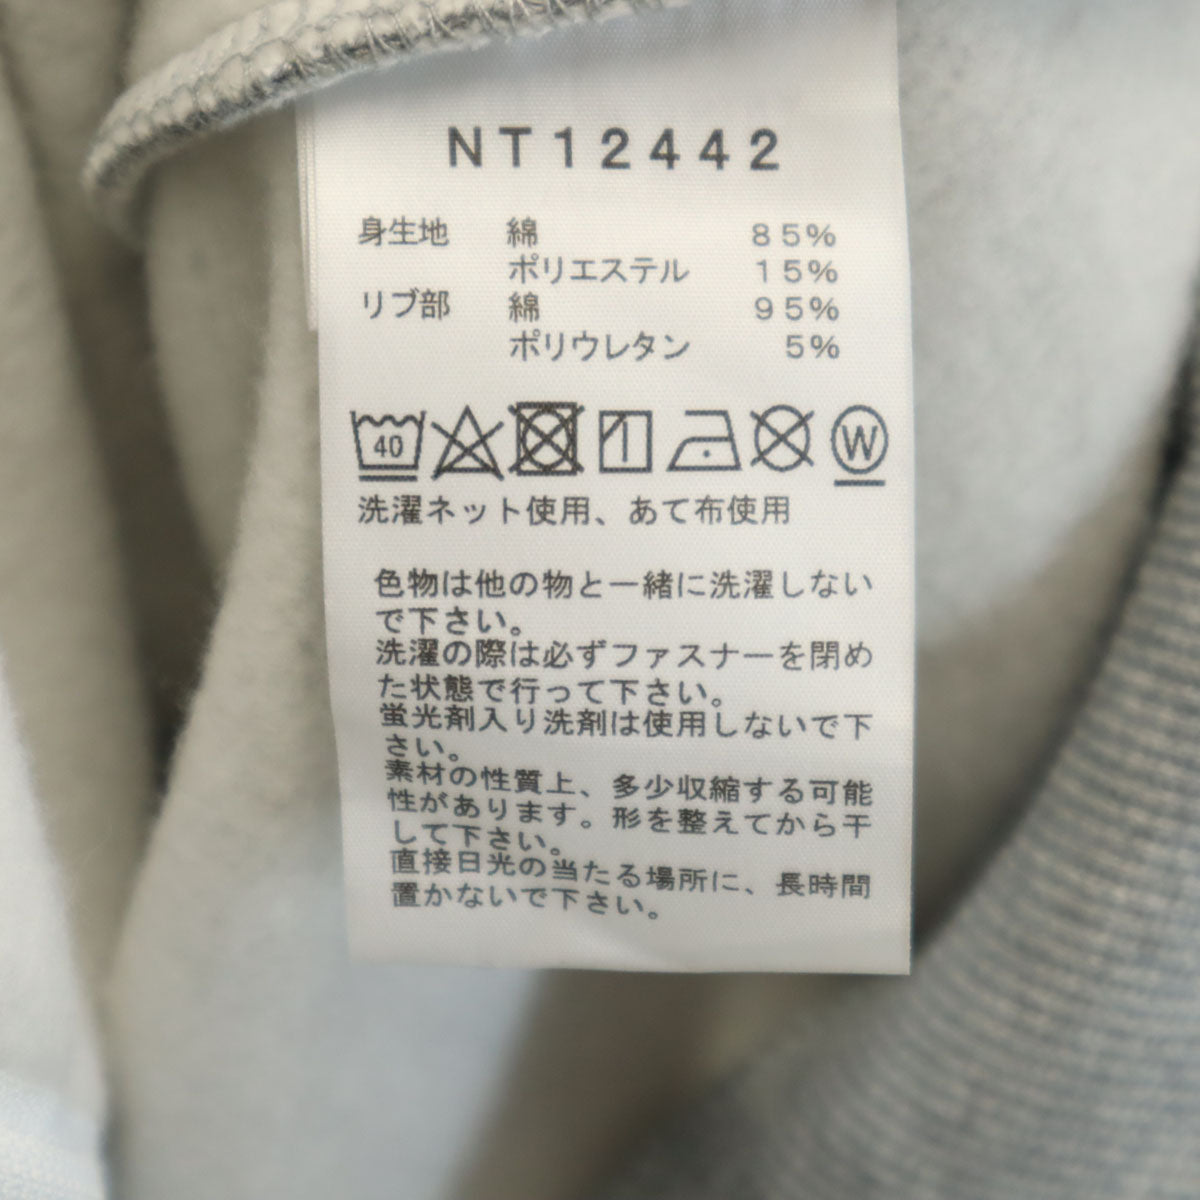 NT12442
身生地 綿 85%
ポリエステル 15%
リブ部 綿 95%
ポリウレタン 5%
40 W
洗濯ネット使用、あて布使用
色物は他の物と一緒に洗濯しない
で下さい。
洗濯の際は必ずファスナーを閉め
た状態で行って下さい。
蛍光剤入り洗剤は使用しないで下
さい。
素材の性質上、多少収縮する可能
性があります。形を整えてから干
して下さい。
直接日光の当たる場所に、長時間
置かないで下さい。